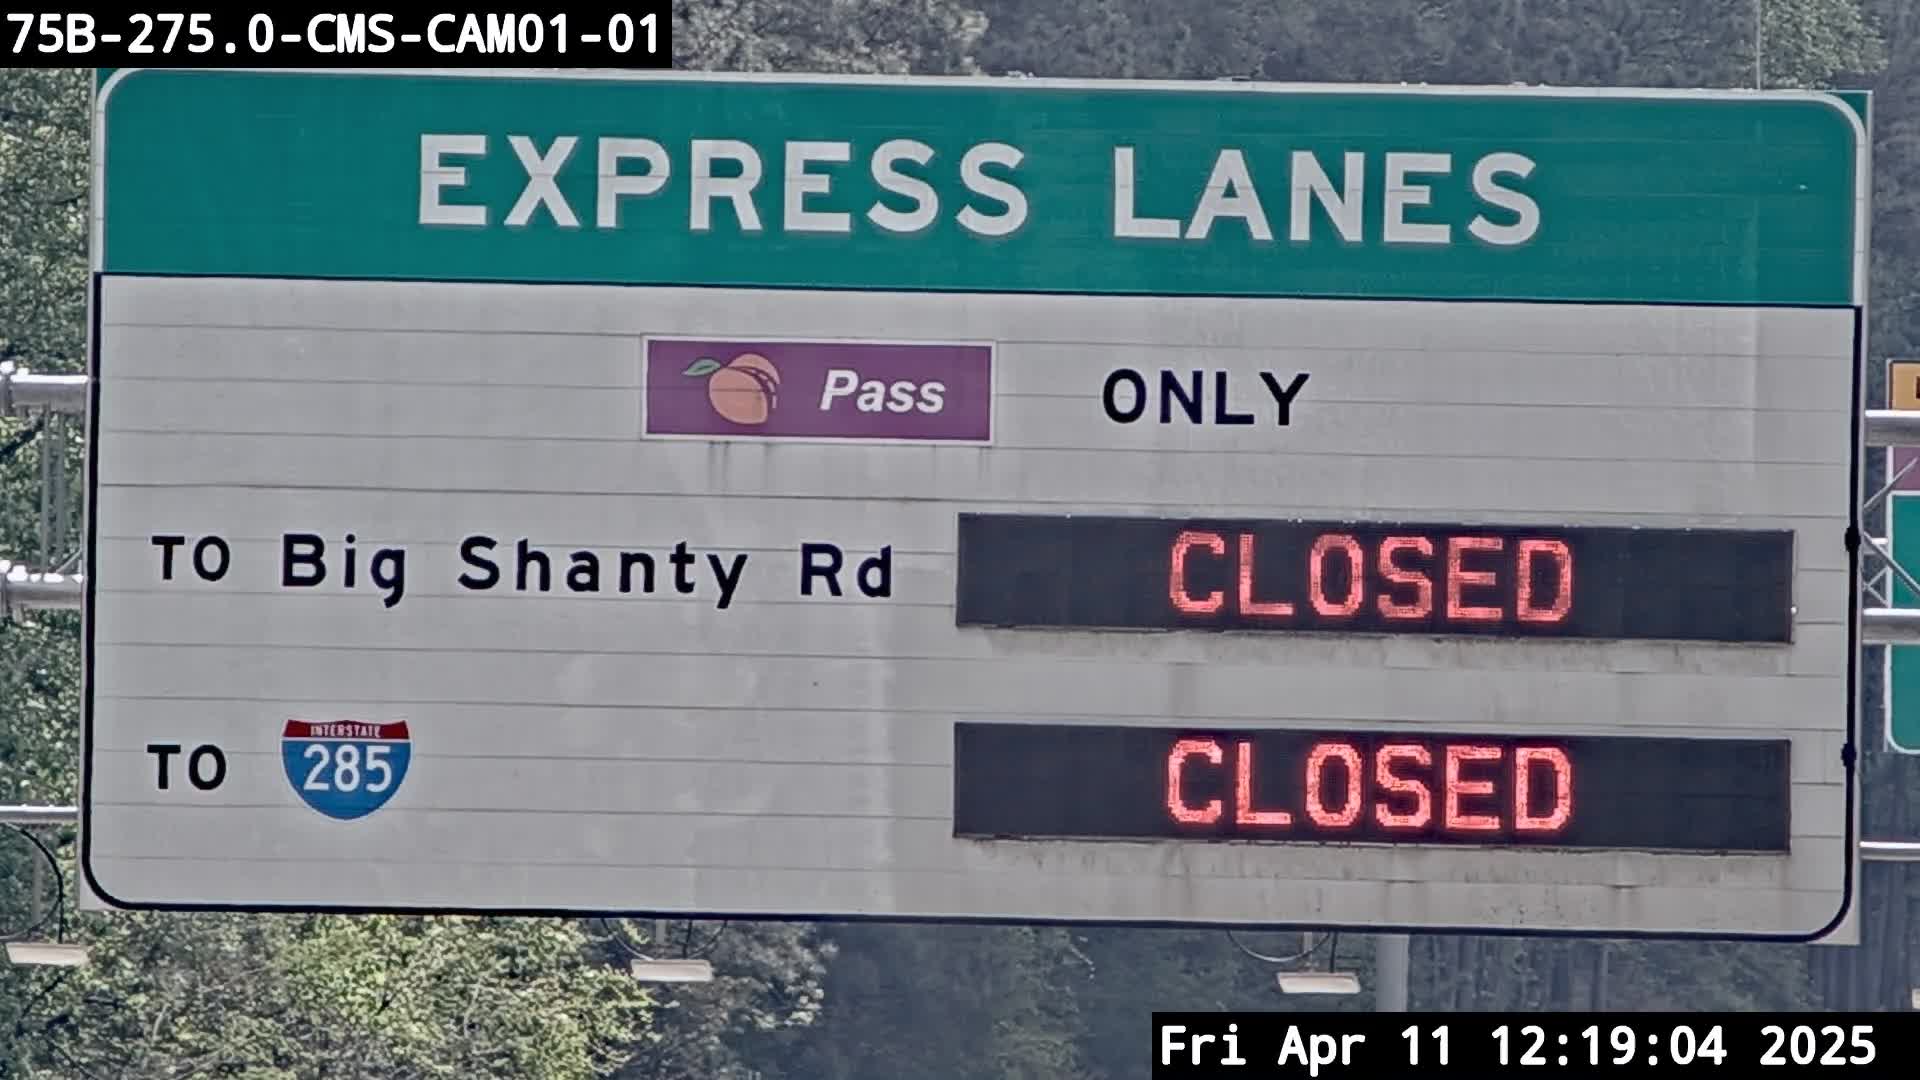 75B-275.0-CMS-CAM01-01
EXPRESS LANES
Pass ONLY
TO Big Shanty Rd CLOSED
INTERSTATE
TO 285 CLOSED
Fri Apr 11 12:19:04 2025